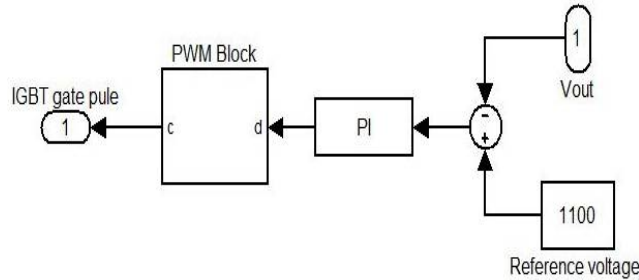 PWM Block
1
Vout
IGBT gate pule
1
c
d
PI
-
+
1100
Reference voltage